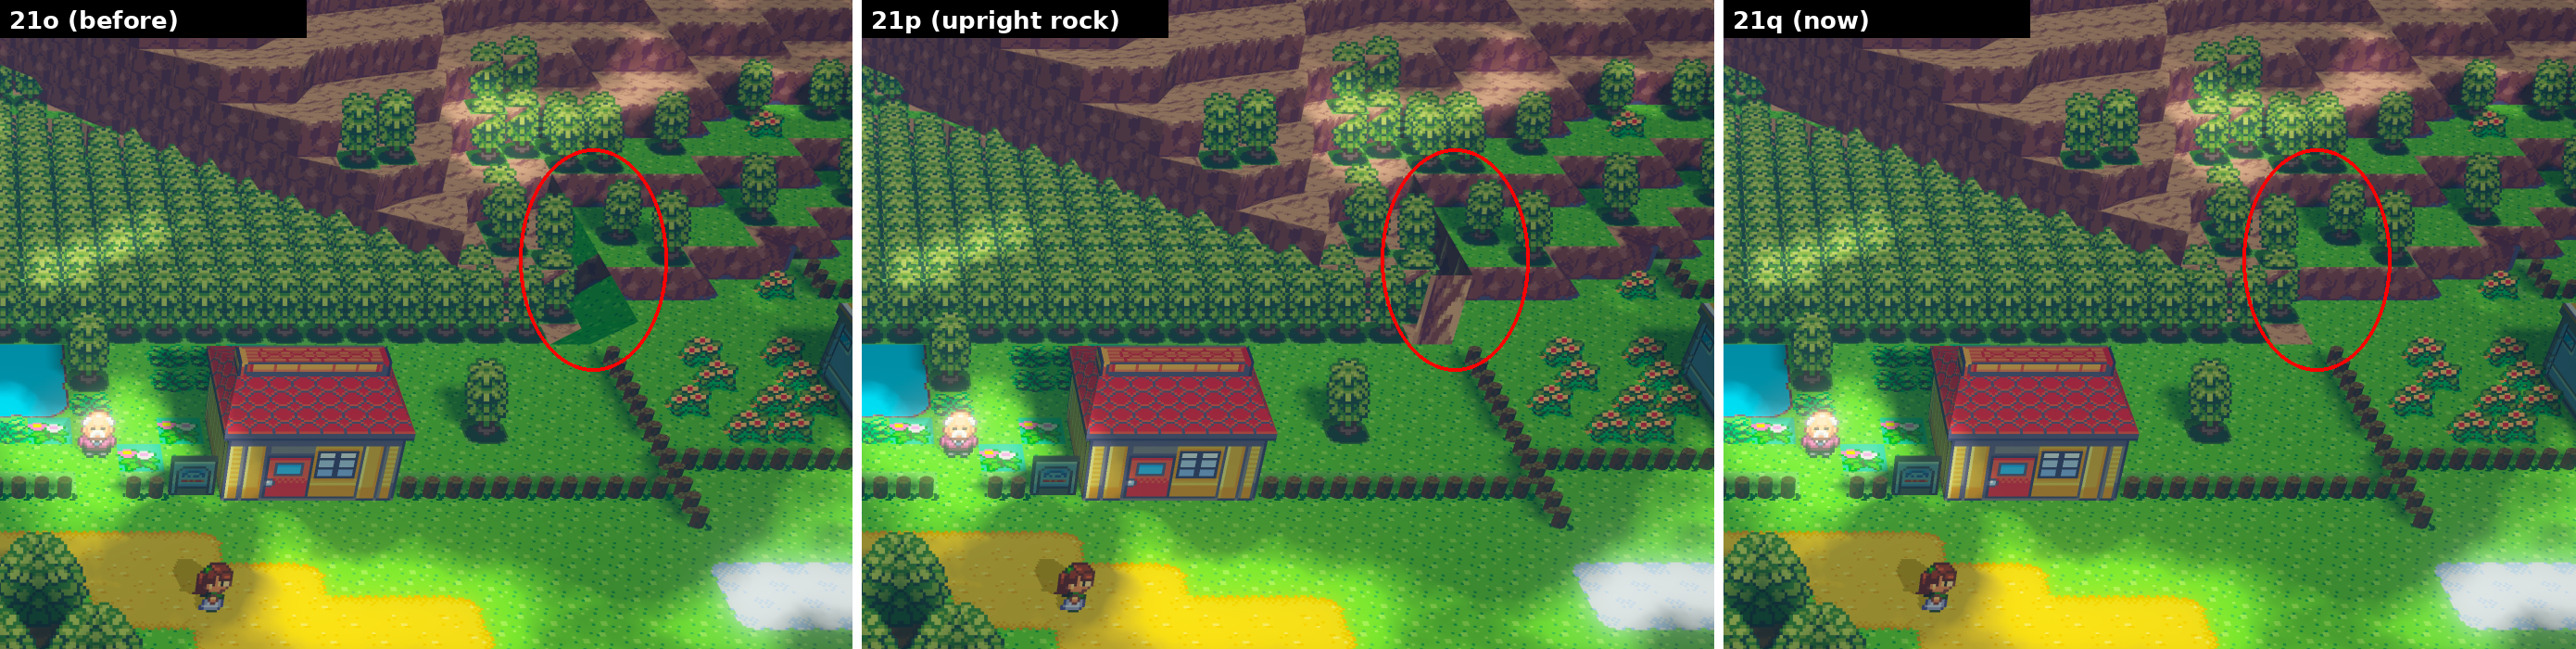 21o (before)
21p (upright rock)
21q (now)